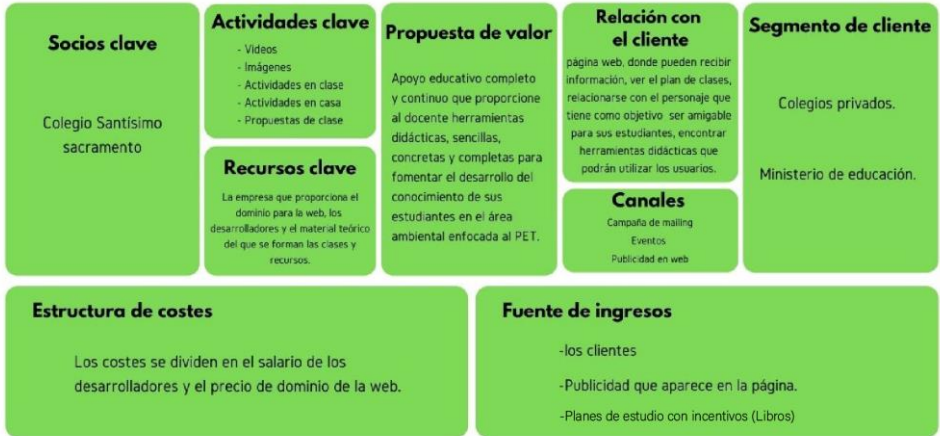 Socios clave
Colegio Santísimo
sacramento
Actividades clave
- Videos
- Imágenes
- Actividades en clase
- Actividades en casa
- Propuestas de clase
Recursos clave
La empresa que proporciona el
dominio para la web, los
desarrolladores y el material teórico
del que se forman las clases y
recursos.
Propuesta de valor
Apoyo educativo completo
y continuo que proporcione
al docente herramientas
didácticas, sencillas,
concretas y completas para
fomentar el desarrollo del
conocimiento de sus
estudiantes en el área
ambiental enfocada al PET.
Relación con
el cliente
página web, donde pueden recibir
información, ver el plan de clases,
relacionarse con el personaje que
tiene como objetivo ser amigable
para sus estudiantes, encontrar
herramientas didácticas que
podrán utilizar los usuarios.
Canales
Campaña de mailing
Eventos
Publicidad en web
Segmento de cliente
Colegios privados.
Ministerio de educación.
Estructura de costes
Los costes se dividen en el salario de los
desarrolladores y el precio de dominio de la web.
Fuente de ingresos
-los clientes
-Publicidad que aparece en la página.
-Planes de estudio con incentivos (Libros)